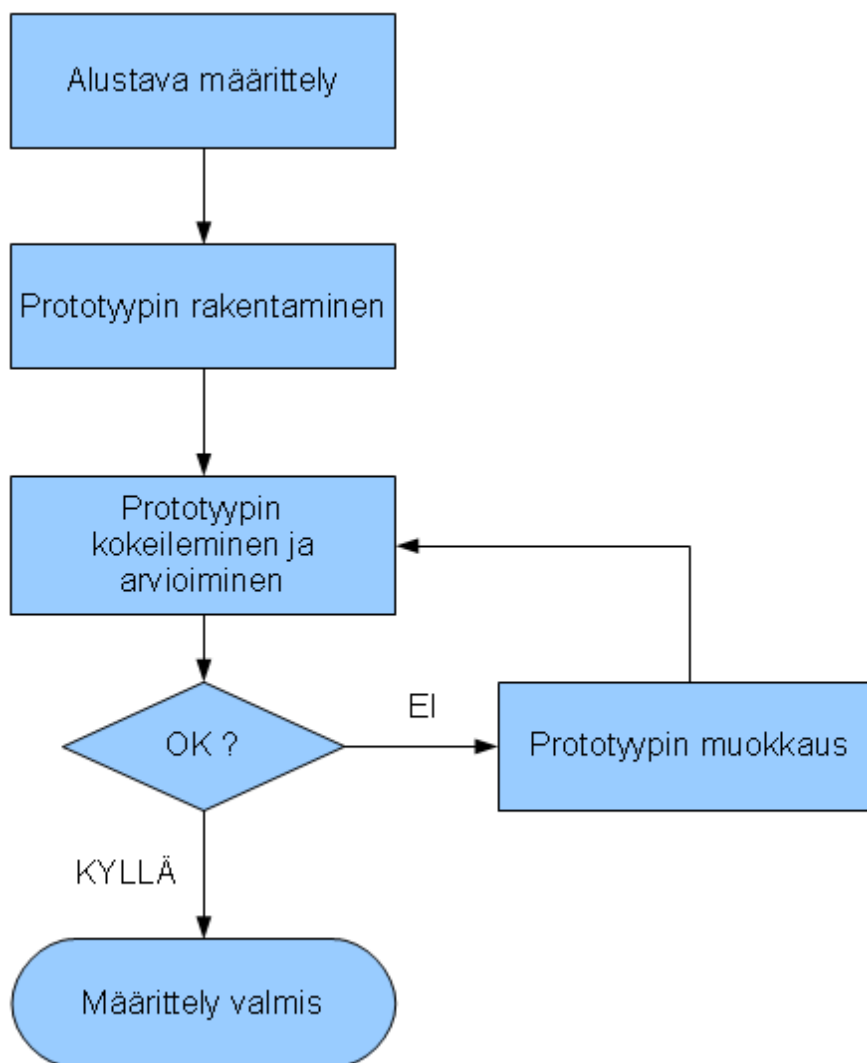 Alustava määrittely
Prototyypin rakentaminen
Prototyypin
kokeileminen ja
arvioiminen
OK ?
EI
Prototyypin muokkaus
KYLLÄ
Määrittely valmis